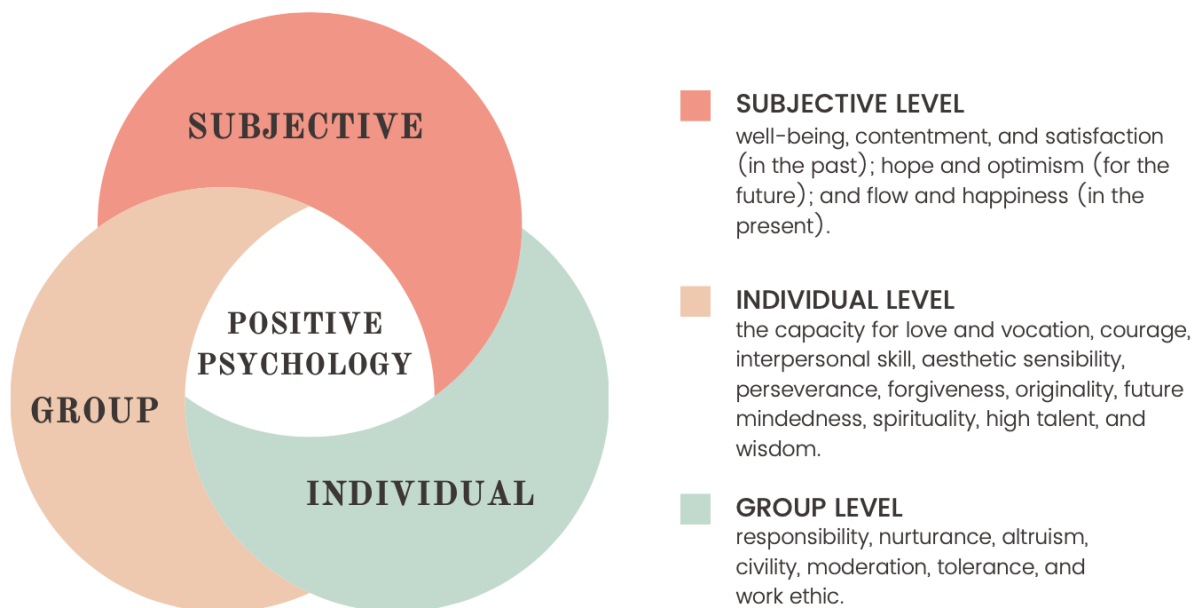 SUBJECTIVE
POSITIVE
PSYCHOLOGY
GROUP
INDIVIDUAL
SUBJECTIVE LEVEL
well-being, contentment, and satisfaction
(in the past); hope and optimism (for the
future); and flow and happiness (in the
present).
INDIVIDUAL LEVEL
the capacity for love and vocation, courage,
interpersonal skill, aesthetic sensibility,
perseverance, forgiveness, originality, future
mindedness, spirituality, high talent, and
wisdom.
GROUP LEVEL
responsibility, nurturance, altruism,
civility, moderation, tolerance, and
work ethic.